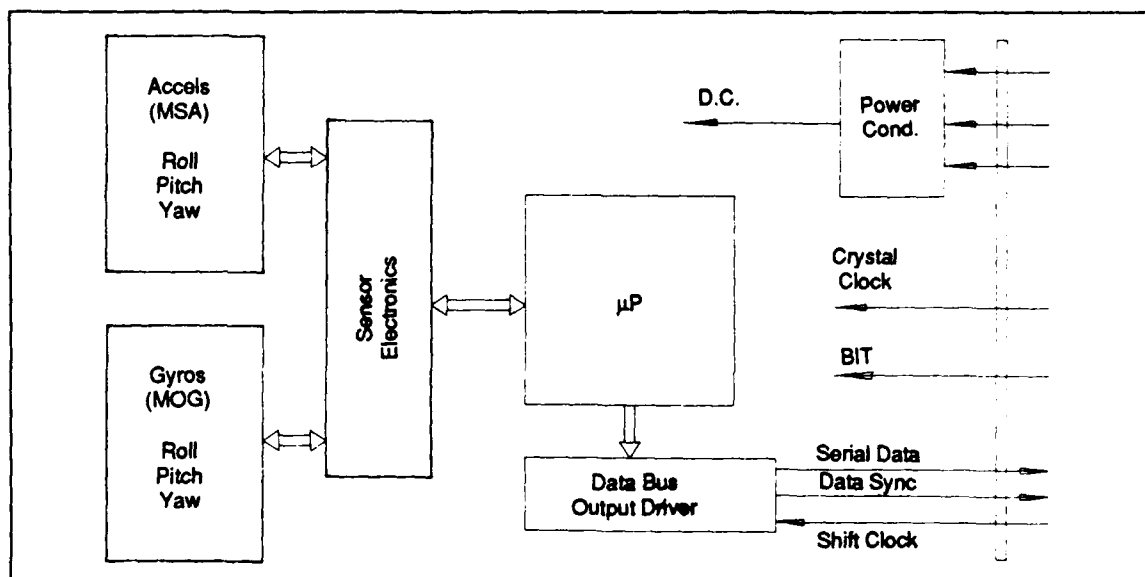 Accels
(MSA)
Roll
Pitch
Yaw
Gyros
(MOG)
Roll
Pitch
Yaw
Sensor
Electronics
µP
Data Bus
Output Driver
D.C.
Power
Cond.
Crystal
Clock
BIT
Serial Data
Data Sync
Shift Clock